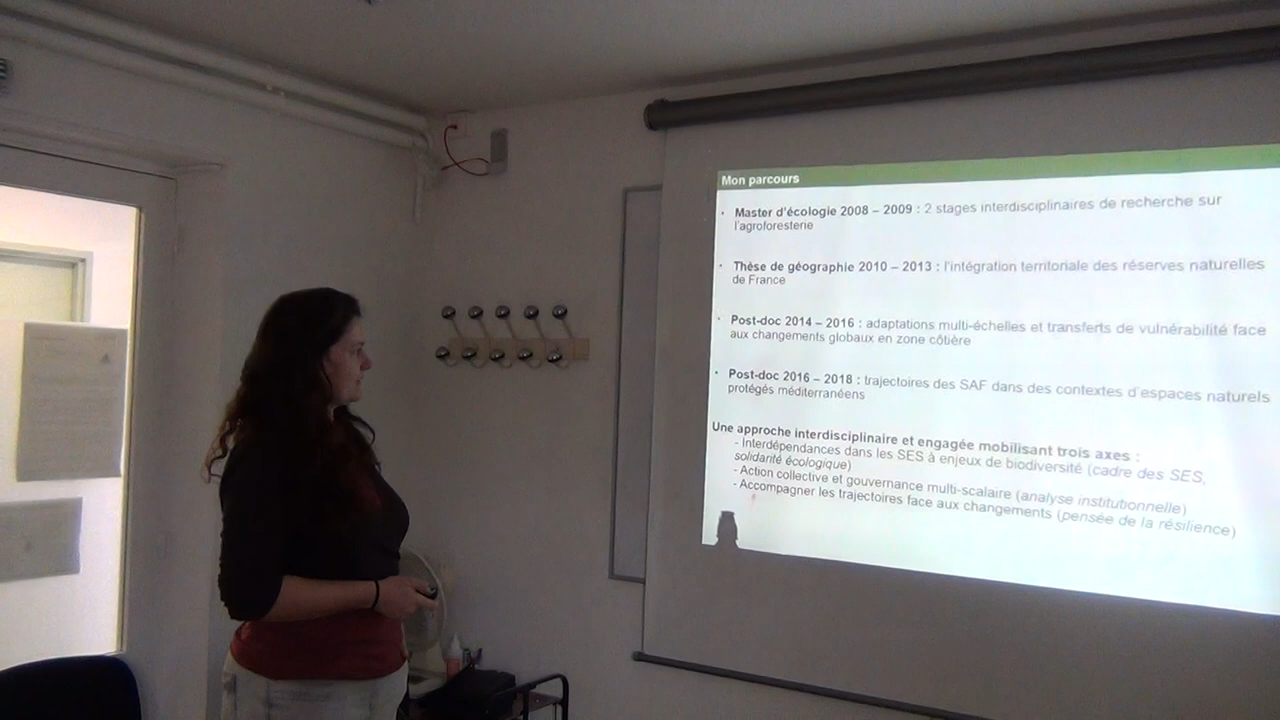 Mon parcours
• Master d'écologie 2008 – 2009 : 2 stages interdisciplinaires de recherche sur
l'agroforesterie
• Thèse de géographie 2010 – 2013 : l'intégration territoriale des réserves naturelles
de France
• Post-doc 2014 – 2016 : adaptations multi-échelles et transferts de vulnérabilité face
aux changements globaux en zone côtière
• Post-doc 2016 – 2018 : trajectoires des SAF dans des contextes d'espaces naturels
protégés méditerranéens
Une approche interdisciplinaire et engagée mobilisant trois axes :
- Interdépendances dans les SES à enjeux de biodiversité (cadre des SES,
solidarité écologique)
- Action collective et gouvernance multi-scalaire (analyse institutionnelle)
- Accompagner les trajectoires face aux changements (pensée de la résilience)